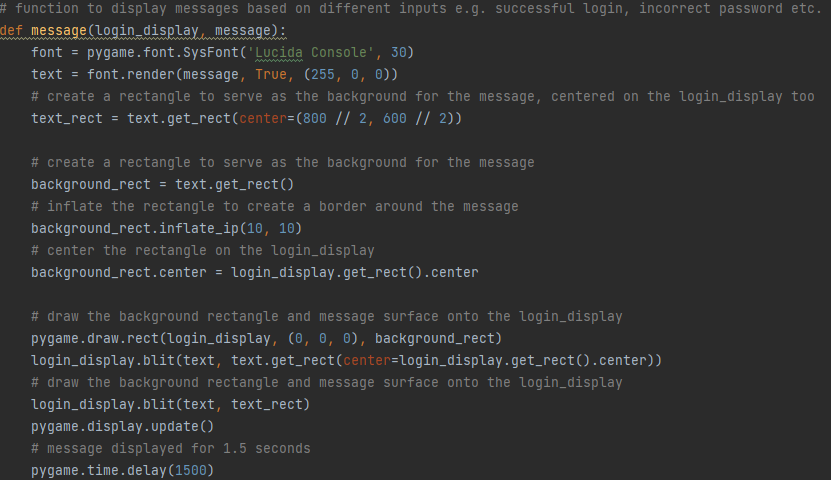 # function to display messages based on different inputs e.g. successful login, incorrect password etc.
def message(login_display, message):
    font = pygame.font.SysFont('Lucida Console', 30)
    text = font.render(message, True, (255, 0, 0))
    # create a rectangle to serve as the background for the message, centered on the login_display too
    text_rect = text.get_rect(center=(800 // 2, 600 // 2))

    # create a rectangle to serve as the background for the message
    background_rect = text.get_rect()
    # inflate the rectangle to create a border around the message
    background_rect.inflate_ip(10, 10)
    # center the rectangle on the login_display
    background_rect.center = login_display.get_rect().center

    # draw the background rectangle and message surface onto the login_display
    pygame.draw.rect(login_display, (0, 0, 0), background_rect)
    login_display.blit(text, text.get_rect(center=login_display.get_rect().center))
    # draw the background rectangle and message surface onto the login_display
    login_display.blit(text, text_rect)
    pygame.display.update()
    # message displayed for 1.5 seconds
    pygame.time.delay(1500)